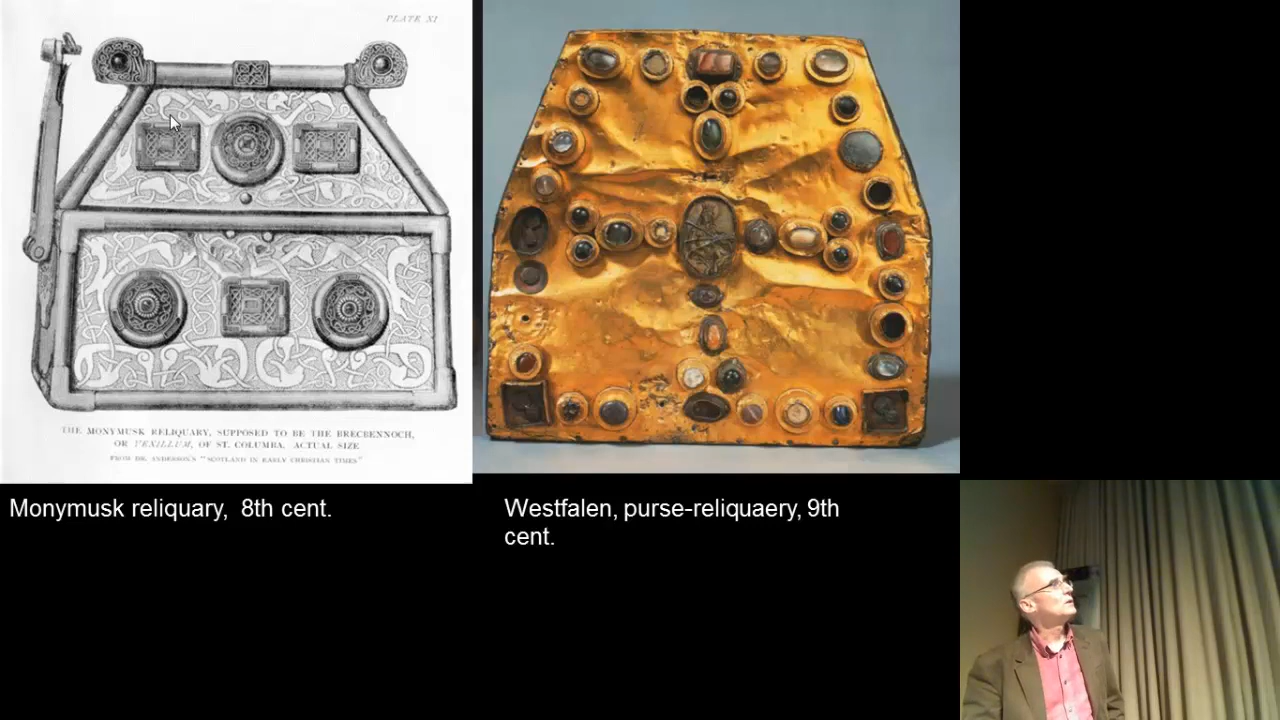 PLATE XI
THE MONYMUSK RELIQUARY, SUPPOSED TO BE THE BRECBENNOCH,
OR VEXILLUM, OF ST. COLUMBA. ACTUAL SIZE
FROM DR. ANDERSON'S "SCOTLAND IN EARLY CHRISTIAN TIMES"
Monymusk reliquary, 8th cent.
Westfalen, purse-reliquaery, 9th
cent.